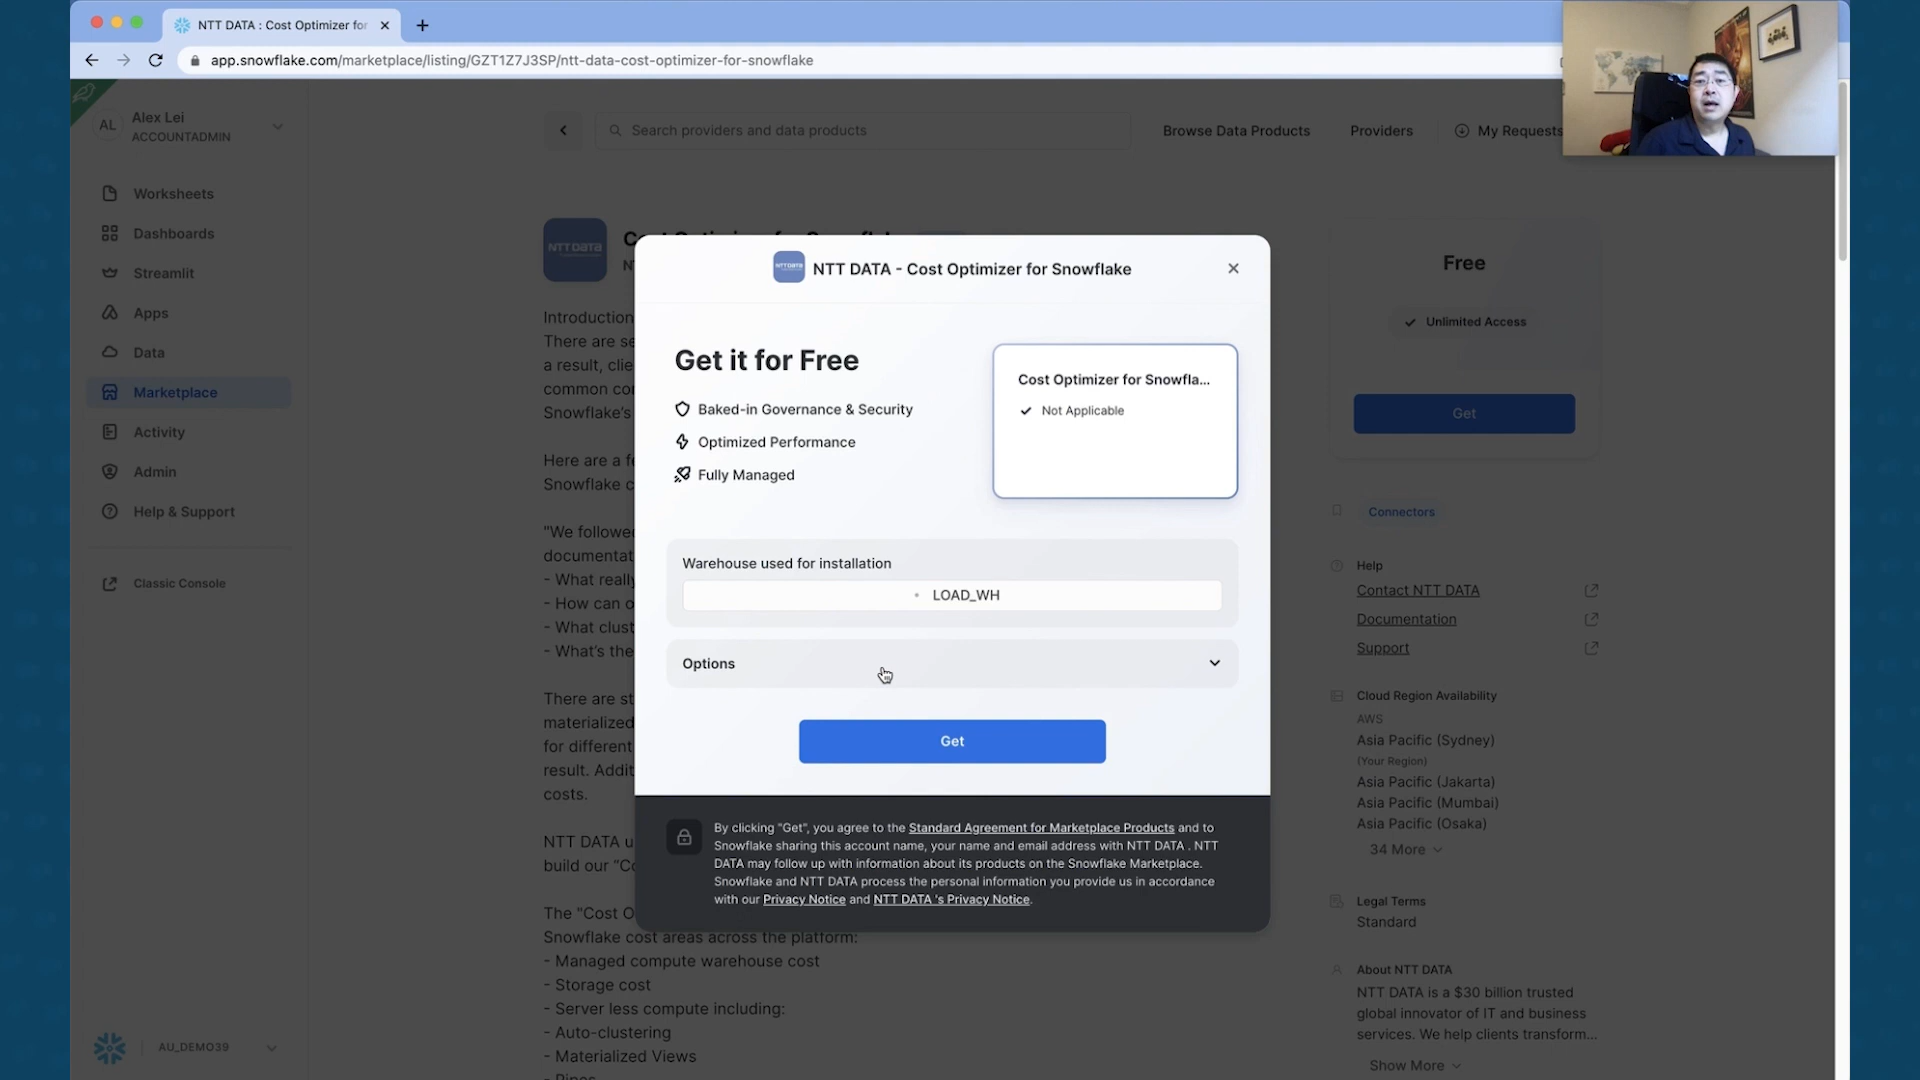 NTT DATA : Cost Optimizer for
app.snowflake.com/marketplace/listing/GZT1Z7J3SP/ntt-data-cost-optimizer-for-snowflake
AL
Alex Lei
ACCOUNTADMIN
Search providers and data products
Browse Data Products
Providers
My Requests
Worksheets
Dashboards
Streamlit
Apps
Data
Marketplace
Activity
Admin
Help & Support
Classic Console
AU_DEMO39
NTT DATA
Introduction
There are se
a result, clie
common co
Snowflake's
Here are a fe
Snowflake c
"We followe
documentat
- What really
- How can o
- What clust
- What's the
There are st
materialized
for different
result. Addit
costs.
NTT DATA u
build our "Co
The "Cost O
Snowflake cost areas across the platform:
- Managed compute warehouse cost
- Storage cost
- Server less compute including:
- Auto-clustering
- Materialized Views
- Pipes
NTT DATA
NTT DATA - Cost Optimizer for Snowflake
Get it for Free
Baked-in Governance & Security
Optimized Performance
Fully Managed
Cost Optimizer for Snowfla...
Not Applicable
Warehouse used for installation
LOAD_WH
Options
Get
By clicking "Get", you agree to the Standard Agreement for Marketplace Products and to
Snowflake sharing this account name, your name and email address with NTT DATA . NTT
DATA may follow up with information about its products on the Snowflake Marketplace.
Snowflake and NTT DATA process the personal information you provide us in accordance
with our Privacy Notice and NTT DATA 's Privacy Notice.
Free
Unlimited Access
Get
Connectors
Help
Contact NTT DATA
Documentation
Support
Cloud Region Availability
AWS
Asia Pacific (Sydney)
(Your Region)
Asia Pacific (Jakarta)
Asia Pacific (Mumbai)
Asia Pacific (Osaka)
34 More
Legal Terms
Standard
About NTT DATA
NTT DATA is a $30 billion trusted
global innovator of IT and business
services. We help clients transform...
Show More